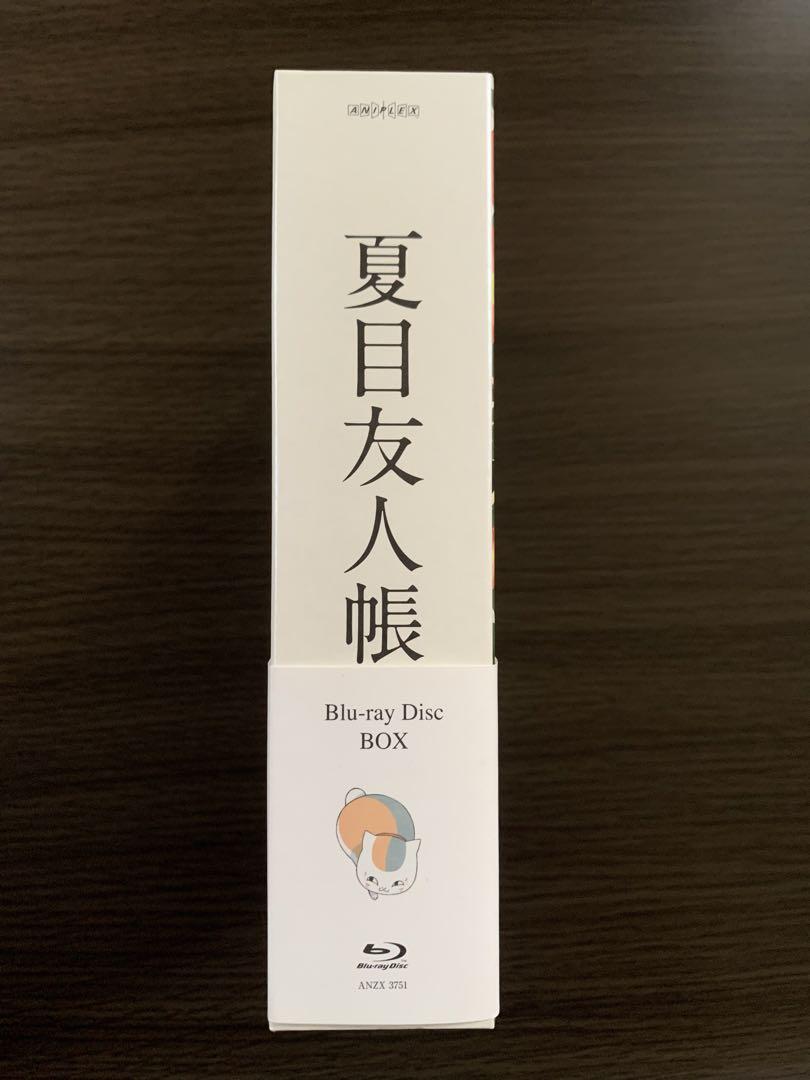 ANIPLEX
夏目友人帳
Blu-ray Disc
BOX
Blu-ray Disc
ANZX 3751